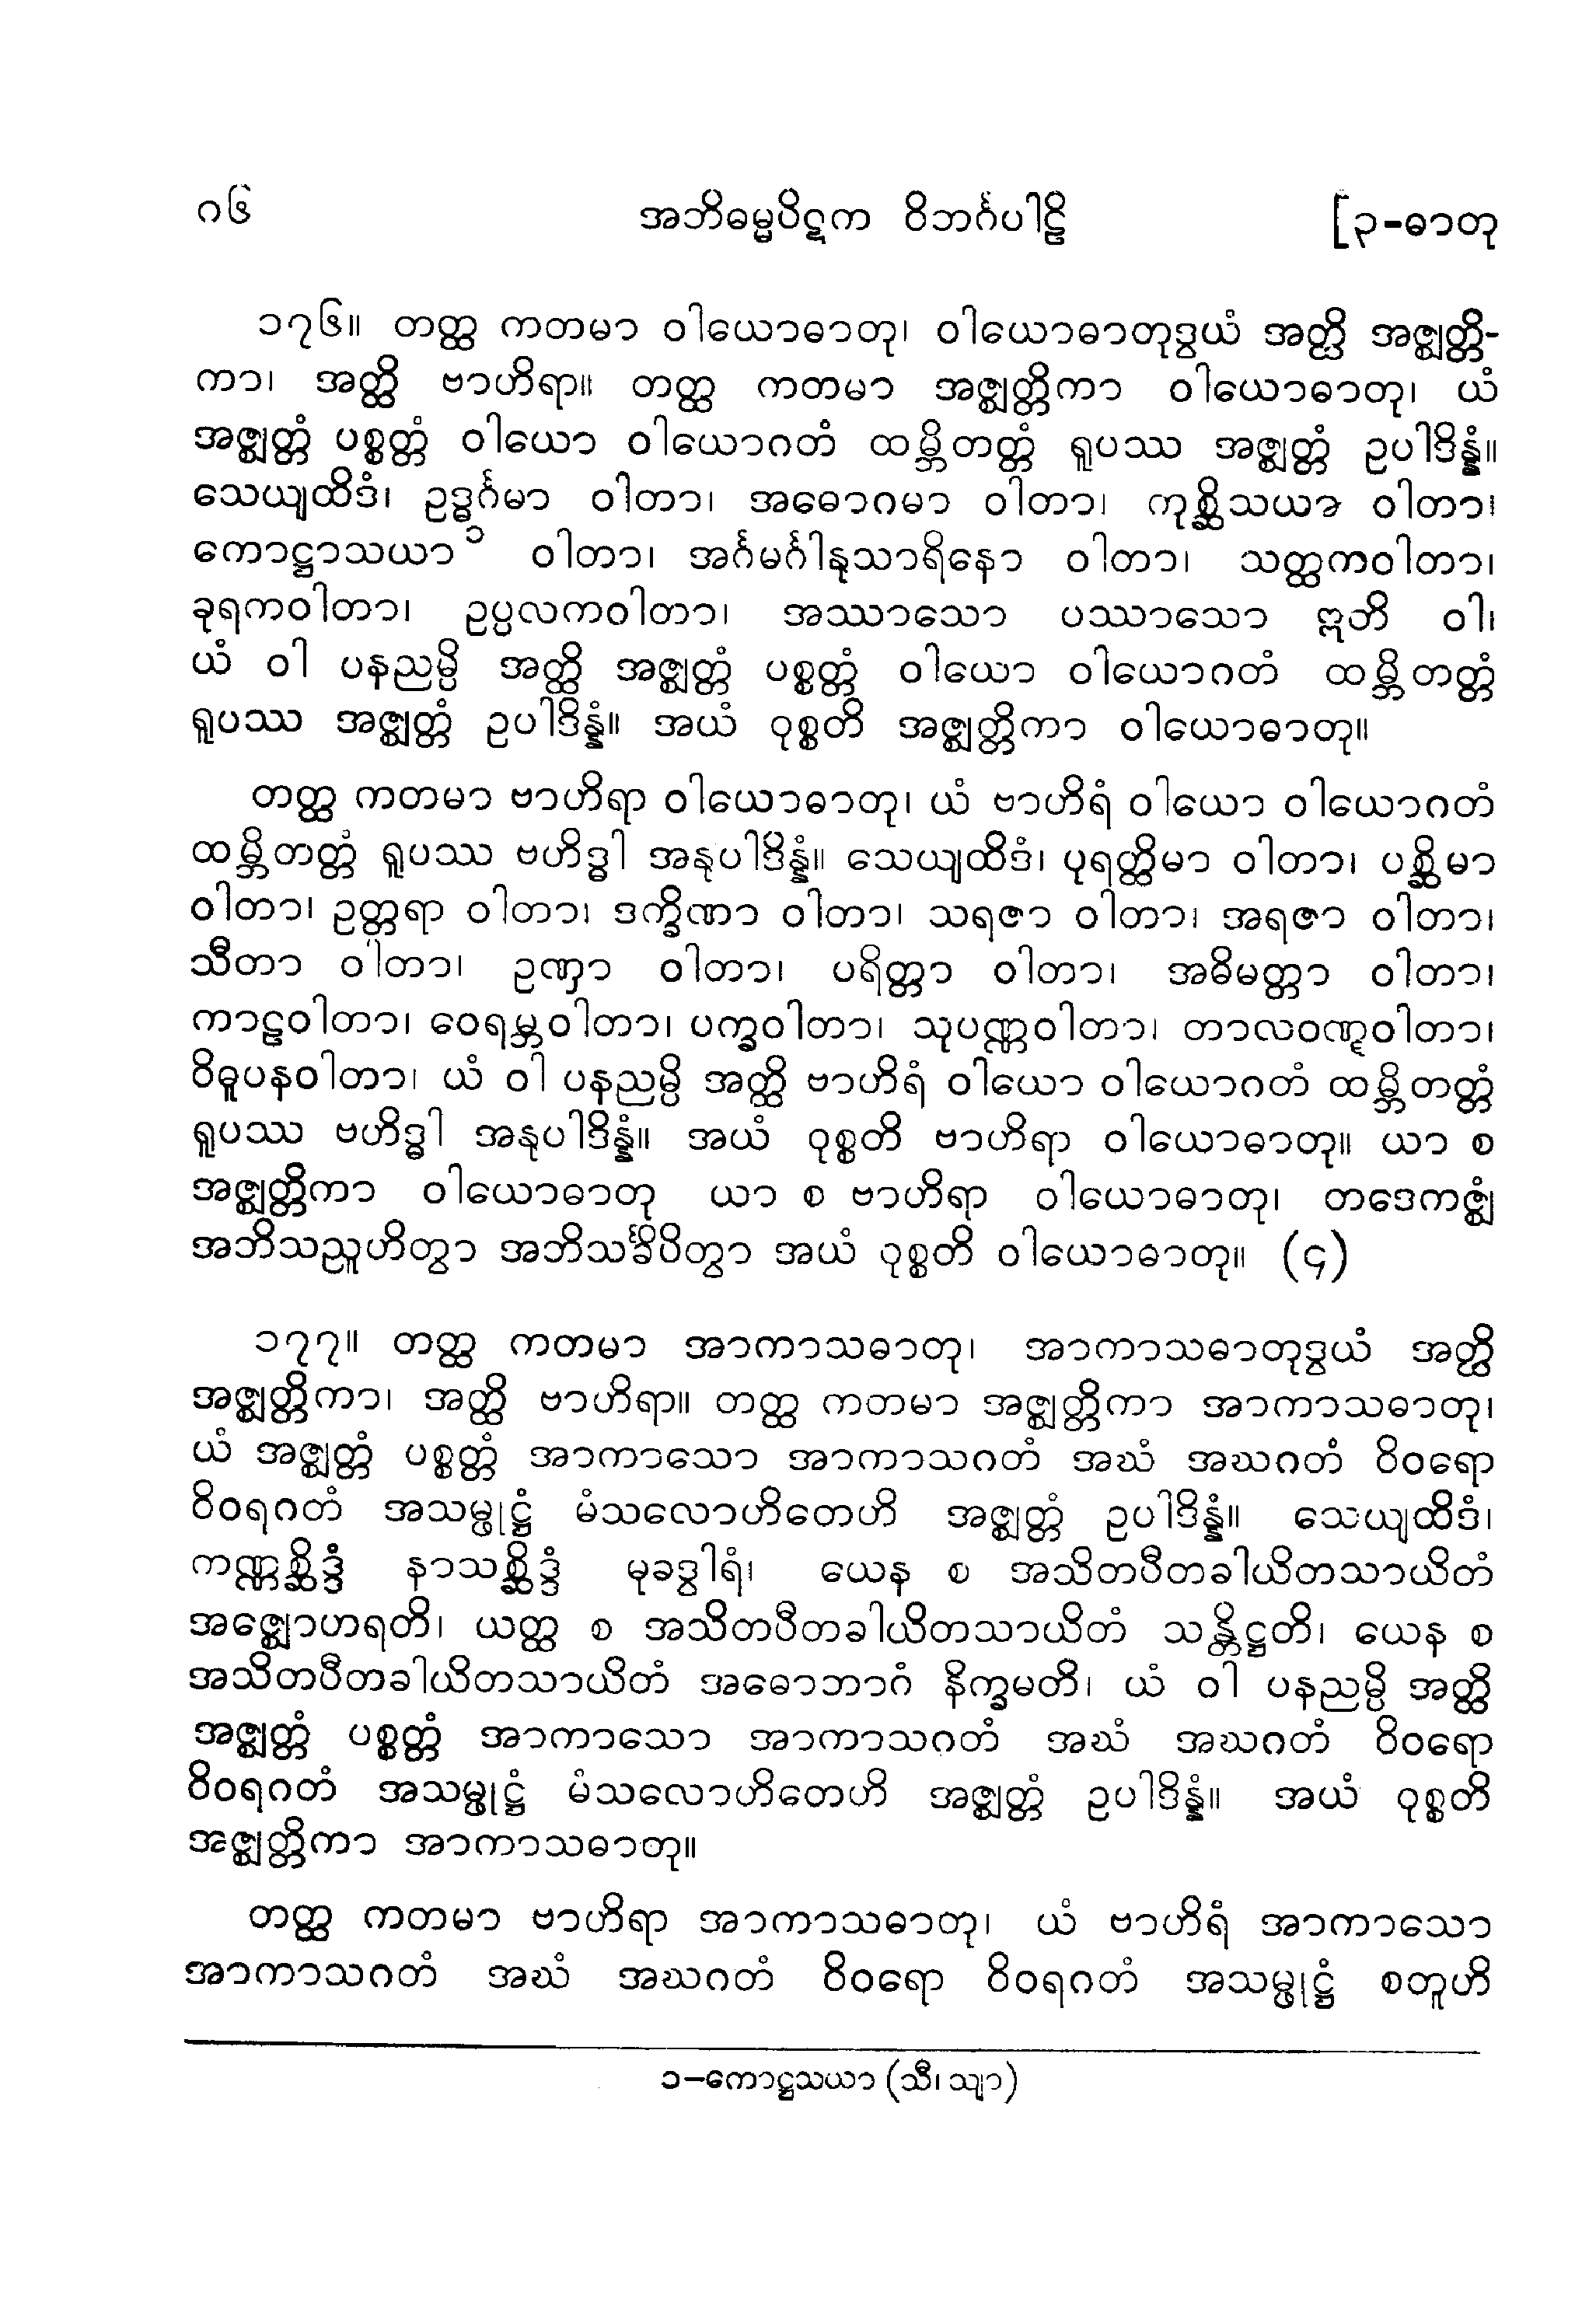 ၈၆ အဘိဓမ္မပိဋက ဝိဘင်္ဂပါဠိ [၃-ဓာတု
၁၇၆။ တတ္ထ ကတမာ ဝါယောဓာတု၊ ဝါယောဓာတုဒွယံ အတ္ထိ အဇ္ဈတ္တိ-
ကာ၊ အတ္ထိ ဗာဟိရာ။ တတ္ထ ကတမာ အဇ္ဈတ္တိကာ ဝါယောဓာတု၊ ယံ
အဇ္ဈတ္တံ ပစ္စတ္တံ ဝါယော ဝါယောဂတံ ထမ္ဘိတတ္တံ ရူပဿ အဇ္ဈတ္တံ ဥပါဒိန္နံ။
သေယျထိဒံ၊ ဥဒ္ဓင်္ဂမာ ဝါတာ၊ အဓောဂမာ ဝါတာ၊ ကုစ္ဆိသယာ ဝါတာ၊
ကောဋ္ဌာသယာ ၁ ဝါတာ၊ အင်္ဂမင်္ဂါနုသာရိနော ဝါတာ၊ သတ္ထကဝါတာ၊
ခုရကဝါတာ၊ ဥပ္ပလကဝါတာ၊ အဿာသော ပဿာသော ဣတိ ဝါ၊
ယံ ဝါ ပနညမ္ပိ အတ္ထိ အဇ္ဈတ္တံ ပစ္စတ္တံ ဝါယော ဝါယောဂတံ ထမ္ဘိတတ္တံ
ရူပဿ အဇ္ဈတ္တံ ဥပါဒိန္နံ။ အယံ ဝုစ္စတိ အဇ္ဈတ္တိကာ ဝါယောဓာတု။
တတ္ထ ကတမာ ဗာဟိရာ ဝါယောဓာတု၊ ယံ ဗာဟိရံ ဝါယော ဝါယောဂတံ
ထမ္ဘိတတ္တံ ရူပဿ ဗဟိဒ္ဓါ အနုပါဒိန္နံ။ သေယျထိဒံ၊ ပုရတ္ထိမာ ဝါတာ၊ ပစ္ဆိမာ
ဝါတာ၊ ဥတ္တရာ ဝါတာ၊ ဒက္ခိဏာ ဝါတာ၊ သရဇာ ဝါတာ၊ အရဇာ ဝါတာ၊
သီတာ ဝါတာ၊ ဥဏှာ ဝါတာ၊ ပရိတ္တာ ဝါတာ၊ အဓိမတ္တာ ဝါတာ၊
ကာဠဝါတာ၊ ဝေရမ္ဘဝါတာ၊ ပက္ခဝါတာ၊ သုပဏ္ဏဝါတာ၊ တာလဝဏ္ဋဝါတာ၊
ဝိဓူပနဝါတာ၊ ယံ ဝါ ပနညမ္ပိ အတ္ထိ ဗာဟိရံ ဝါယော ဝါယောဂတံ ထမ္ဘိတတ္တံ
ရူပဿ ဗဟိဒ္ဓါ အနုပါဒိန္နံ။ အယံ ဝုစ္စတိ ဗာဟိရာ ဝါယောဓာတု။ ယာ စ
အဇ္ဈတ္တိကာ ဝါယောဓာတု ယာ စ ဗာဟိရာ ဝါယောဓာတု၊ တဒေကဇ္ဈံ
အဘိသညူဟိတွာ အဘိသင်္ခိပိတွာ အယံ ဝုစ္စတိ ဝါယောဓာတု။ (၄)
၁၇၇။ တတ္ထ ကတမာ အာကာသဓာတု၊ အာကာသဓာတုဒွယံ အတ္ထိ
အဇ္ဈတ္တိကာ၊ အတ္ထိ ဗာဟိရာ။ တတ္ထ ကတမာ အဇ္ဈတ္တိကာ အာကာသဓာတု၊
ယံ အဇ္ဈတ္တံ ပစ္စတ္တံ အာကာသော အာကာသဂတံ အဃံ အဃဂတံ ဝိဝရော
ဝိဝရဂတံ အသမ္ဖုဋ္ဌံ မံသလောဟိတေဟိ အဇ္ဈတ္တံ ဥပါဒိန္နံ။ သေယျထိဒံ၊
ကဏ္ဏစ္ဆိဒ္ဒံ နာသစ္ဆိဒ္ဒံ မုခဒွါရံ၊ ယေန စ အသိတပီတခါယိတသာယိတံ
အဇ္ဈောဟရတိ၊ ယတ္ထ စ အသိတပီတခါယိတသာယိတံ သန္တိဋ္ဌတိ၊ ယေန စ
အသိတပီတခါယိတသာယိတံ အဓောဘာဂံ နိက္ခမတိ၊ ယံ ဝါ ပနညမ္ပိ အတ္ထိ
အဇ္ဈတ္တံ ပစ္စတ္တံ အာကာသော အာကာသဂတံ အဃံ အဃဂတံ ဝိဝရော
ဝိဝရဂတံ အသမ္ဖုဋ္ဌံ မံသလောဟိတေဟိ အဇ္ဈတ္တံ ဥပါဒိန္နံ။ အယံ ဝုစ္စတိ
အဇ္ဈတ္တိကာ အာကာသဓာတု။
တတ္ထ ကတမာ ဗာဟိရာ အာကာသဓာတု၊ ယံ ဗာဟိရံ အာကာသော
အာကာသဂတံ အဃံ အဃဂတံ ဝိဝရော ဝိဝရဂတံ အသမ္ဖုဋ္ဌံ စတူဟိ
၁-ကောဋ္ဌသယာ (သီ၊ သျာ)